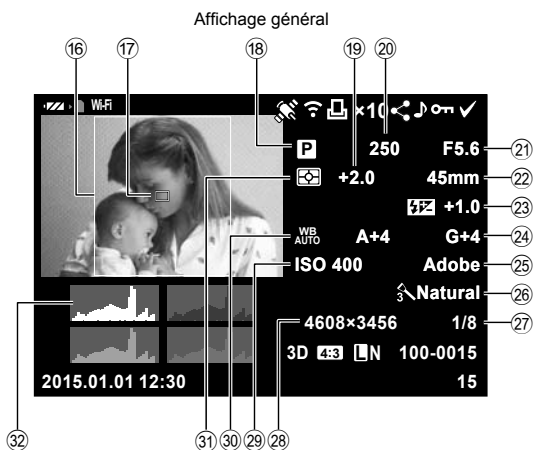 Affichage général
⑯ ⑰ ⑱ ⑲ ⑳
Wi-Fi ×10
P 250 F5.6 ㉑
+2.0 45mm ㉒
+1.0 ㉓
WB AUTO A+4 G+4 ㉔
ISO 400 Adobe ㉕
3 Natural ㉖
4608×3456 1/8 ㉗
3D 4:3 LN 100-0015
2015.01.01 12:30 15
㉜ ㉛ ㉚ ㉙ ㉘